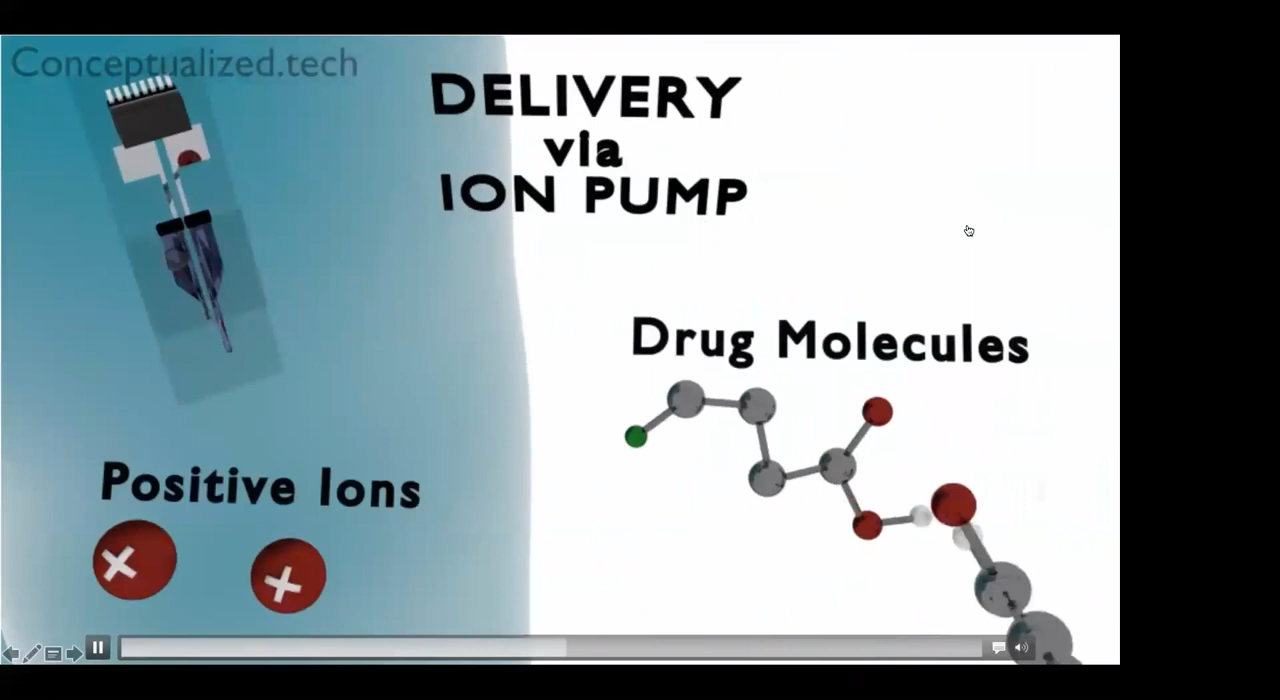 Conceptualized.tech
DELIVERY
via
ION PUMP
Drug Molecules
Positive Ions